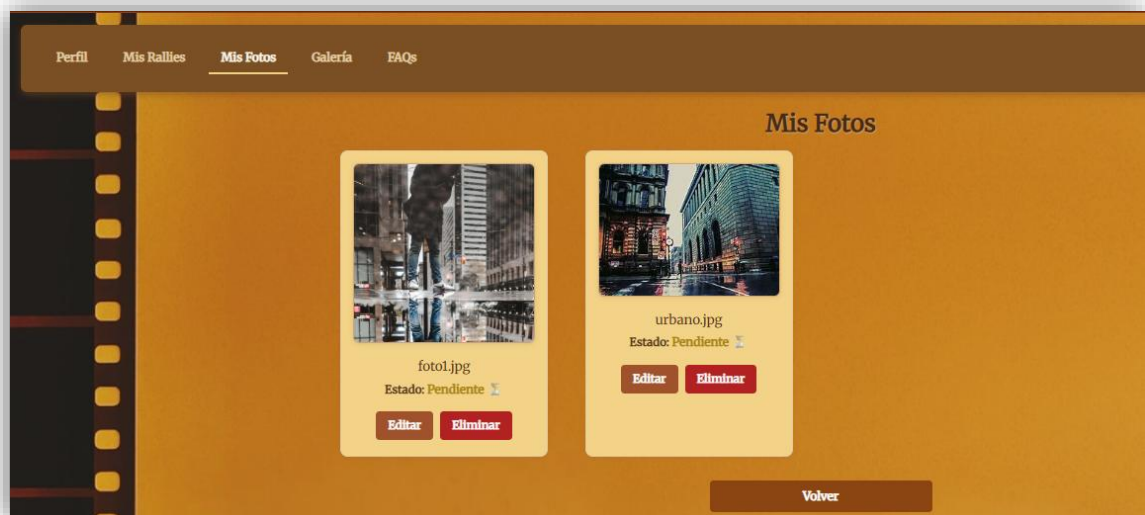 Perfil Mis Rallies Mis Fotos Galería FAQs
Mis Fotos
foto1.jpg
Estado: Pendiente ⏳
Editar Eliminar
urbano.jpg
Estado: Pendiente ⏳
Editar Eliminar
Volver